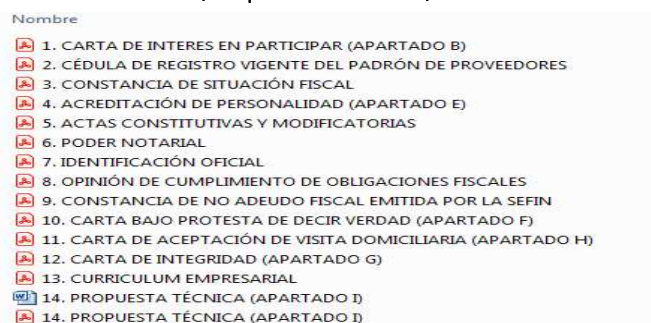 Nombre
1. CARTA DE INTERES EN PARTICIPAR (APARTADO B)
2. CÉDULA DE REGISTRO VIGENTE DEL PADRÓN DE PROVEEDORES
3. CONSTANCIA DE SITUACIÓN FISCAL
4. ACREDITACIÓN DE PERSONALIDAD (APARTADO E)
5. ACTAS CONSTITUTIVAS Y MODIFICATORIAS
6. PODER NOTARIAL
7. IDENTIFICACIÓN OFICIAL
8. OPINIÓN DE CUMPLIMIENTO DE OBLIGACIONES FISCALES
9. CONSTANCIA DE NO ADEUDO FISCAL EMITIDA POR LA SEFIN
10. CARTA BAJO PROTESTA DE DECIR VERDAD (APARTADO F)
11. CARTA DE ACEPTACIÓN DE VISITA DOMICILIARIA (APARTADO H)
12. CARTA DE INTEGRIDAD (APARTADO G)
13. CURRICULUM EMPRESARIAL
14. PROPUESTA TÉCNICA (APARTADO I)
14. PROPUESTA TÉCNICA (APARTADO I)